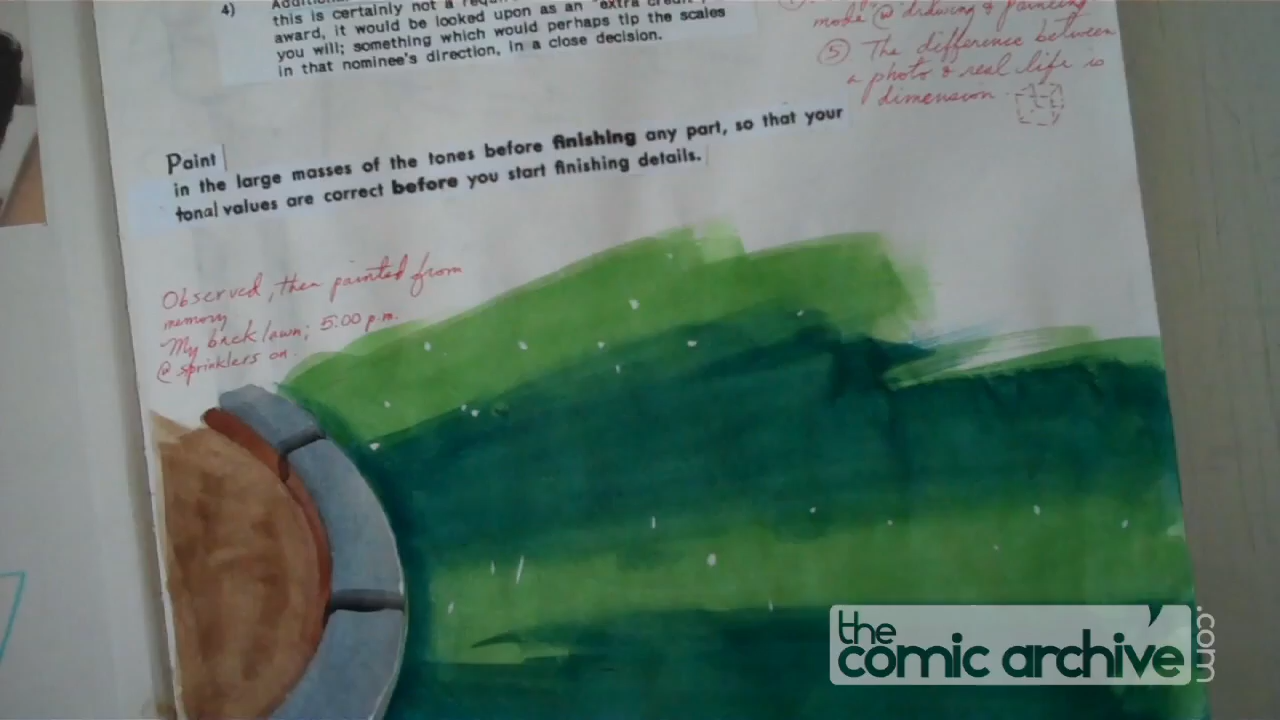 4)
this is certainly not a
award, it would be looked upon as an "extra credit"
you will; something which would perhaps tip the scales
in that nominee's direction, in a close decision.
mode @ drawing & painting
⑤ The difference between
a photo & real life is
dimension.
Paint
in the large masses of the tones before finishing any part, so that your
tonal values are correct before you start finishing details.
Observed, then painted from
memory
My back lawn; 5:00 p.m.
@ sprinklers on.
the
comic archive
.com